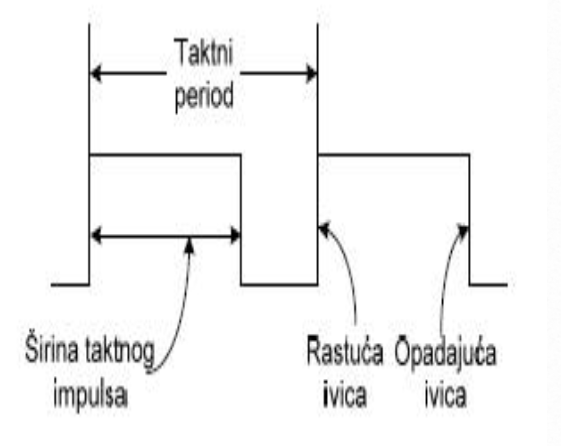 Taktni
period
Širina taktnog
impulsa
Rastuća
ivica
Opadajuća
ivica